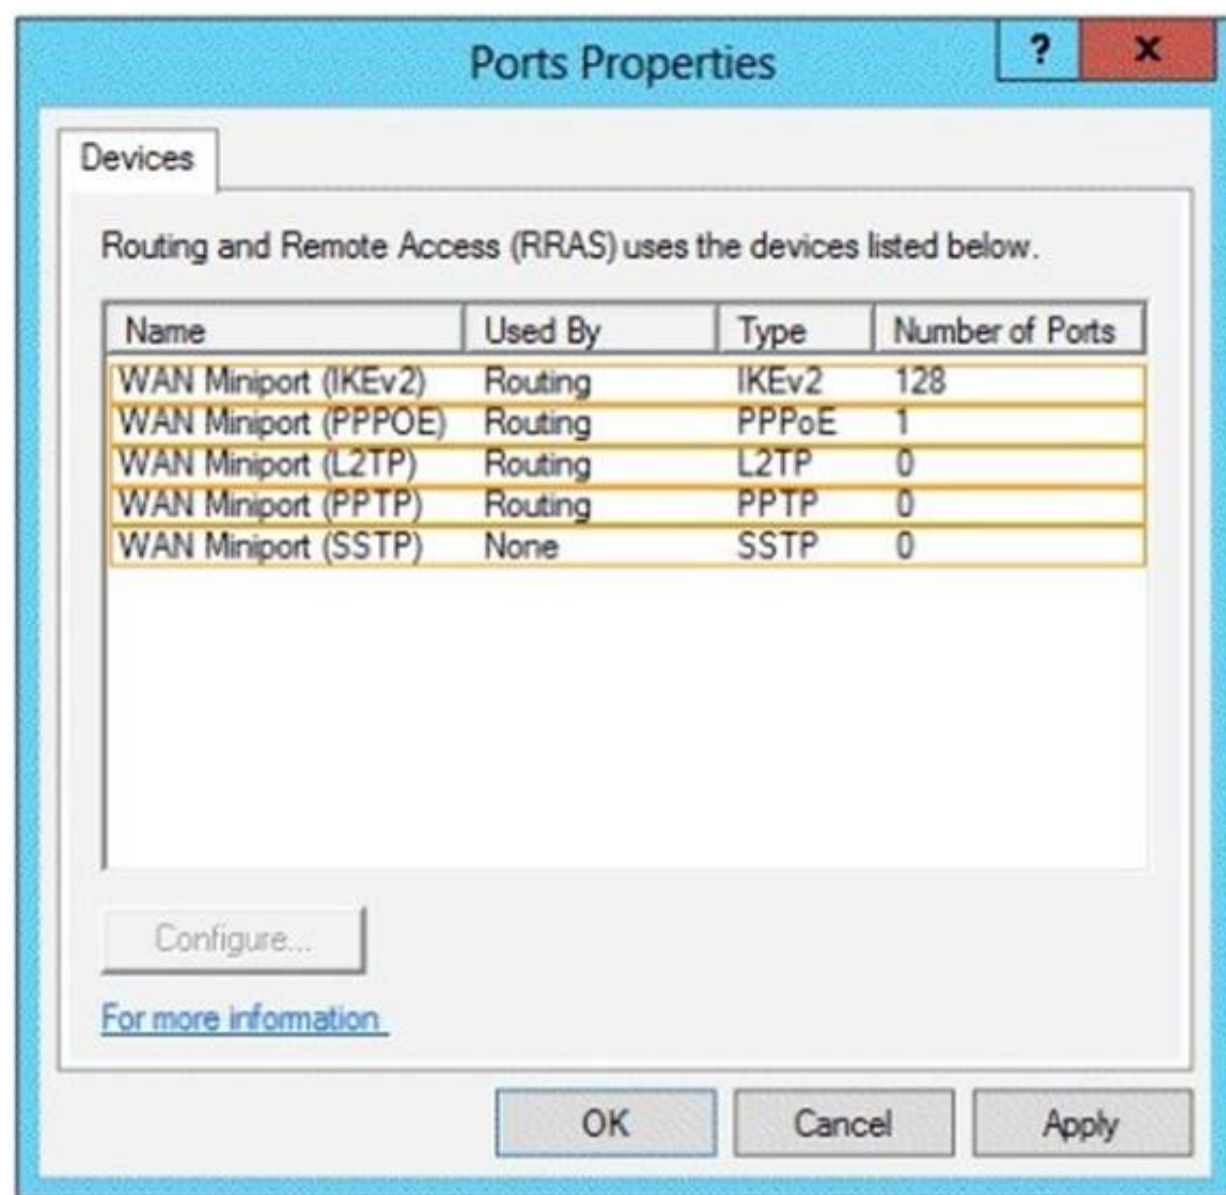 Ports Properties ? x
Devices
Routing and Remote Access (RRAS) uses the devices listed below.
Name Used By Type Number of Ports
WAN Miniport (IKEv2) Routing IKEv2 128
WAN Miniport (PPPOE) Routing PPPoE 1
WAN Miniport (L2TP) Routing L2TP 0
WAN Miniport (PPTP) Routing PPTP 0
WAN Miniport (SSTP) None SSTP 0
Configure...
For more information
OK Cancel Apply